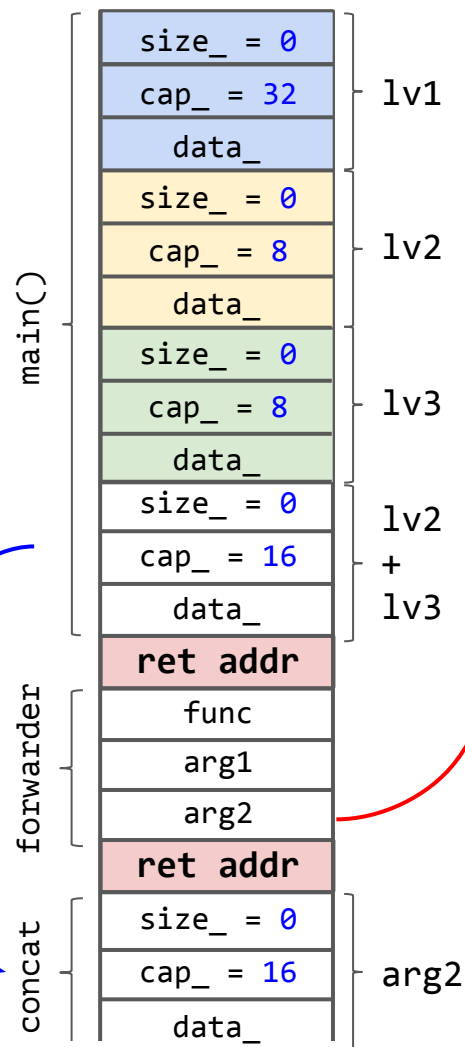 main()
size_ = 0
cap_ = 32
data_
lv1
size_ = 0
cap_ = 8
data_
lv2
size_ = 0
cap_ = 8
data_
lv3
size_ = 0
cap_ = 16
data_
lv2
+
lv3
ret addr
forwarder
func
arg1
arg2
ret addr
concat
size_ = 0
cap_ = 16
data_
arg2